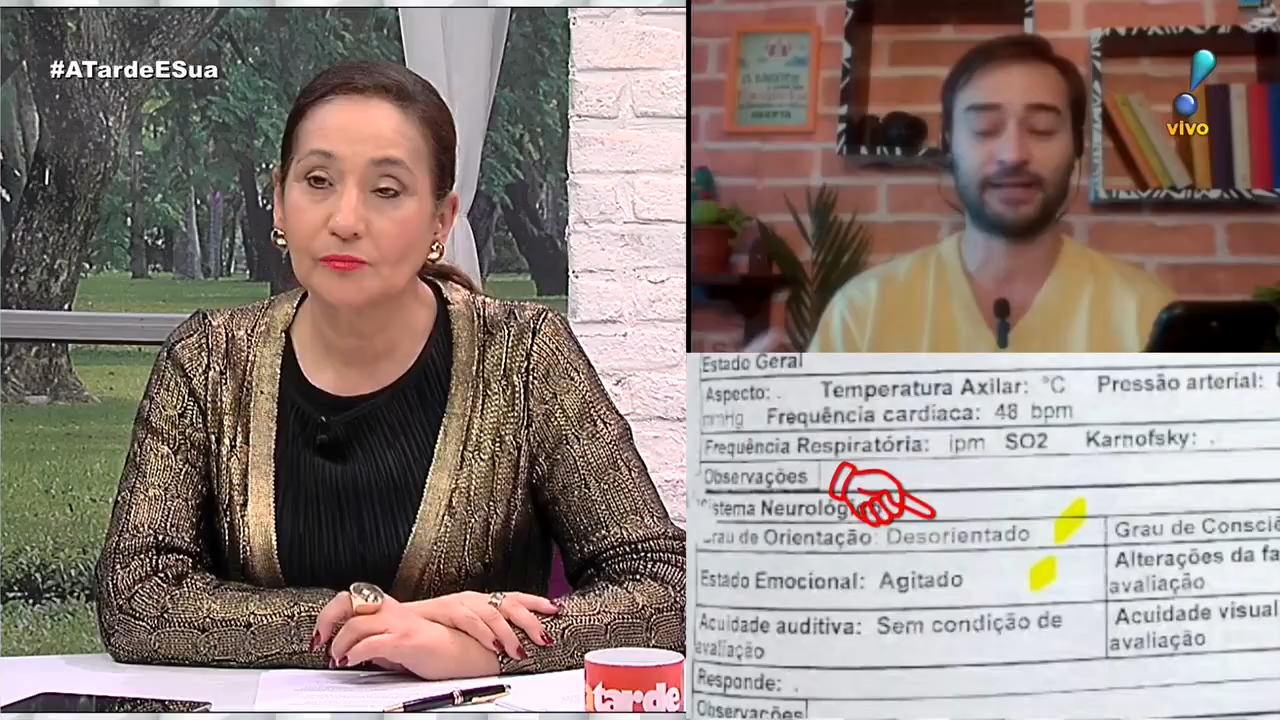 #ATardeESua
vivo
Estado Geral
Aspecto: . Temperatura Axilar: °C Pressão arterial:
mmHg Frequência cardíaca: 48 bpm
Frequência Respiratória: ipm SO2 Karnofsky: .
Observações
Sistema Neurológico
Grau de Orientação: Desorientado
Grau de Consciê
Estado Emocional: Agitado
Alterações da fa
avaliação
Acuidade auditiva: Sem condição de
avaliação
Acuidade visual
avaliação
Responde: .
Observações
a tarde